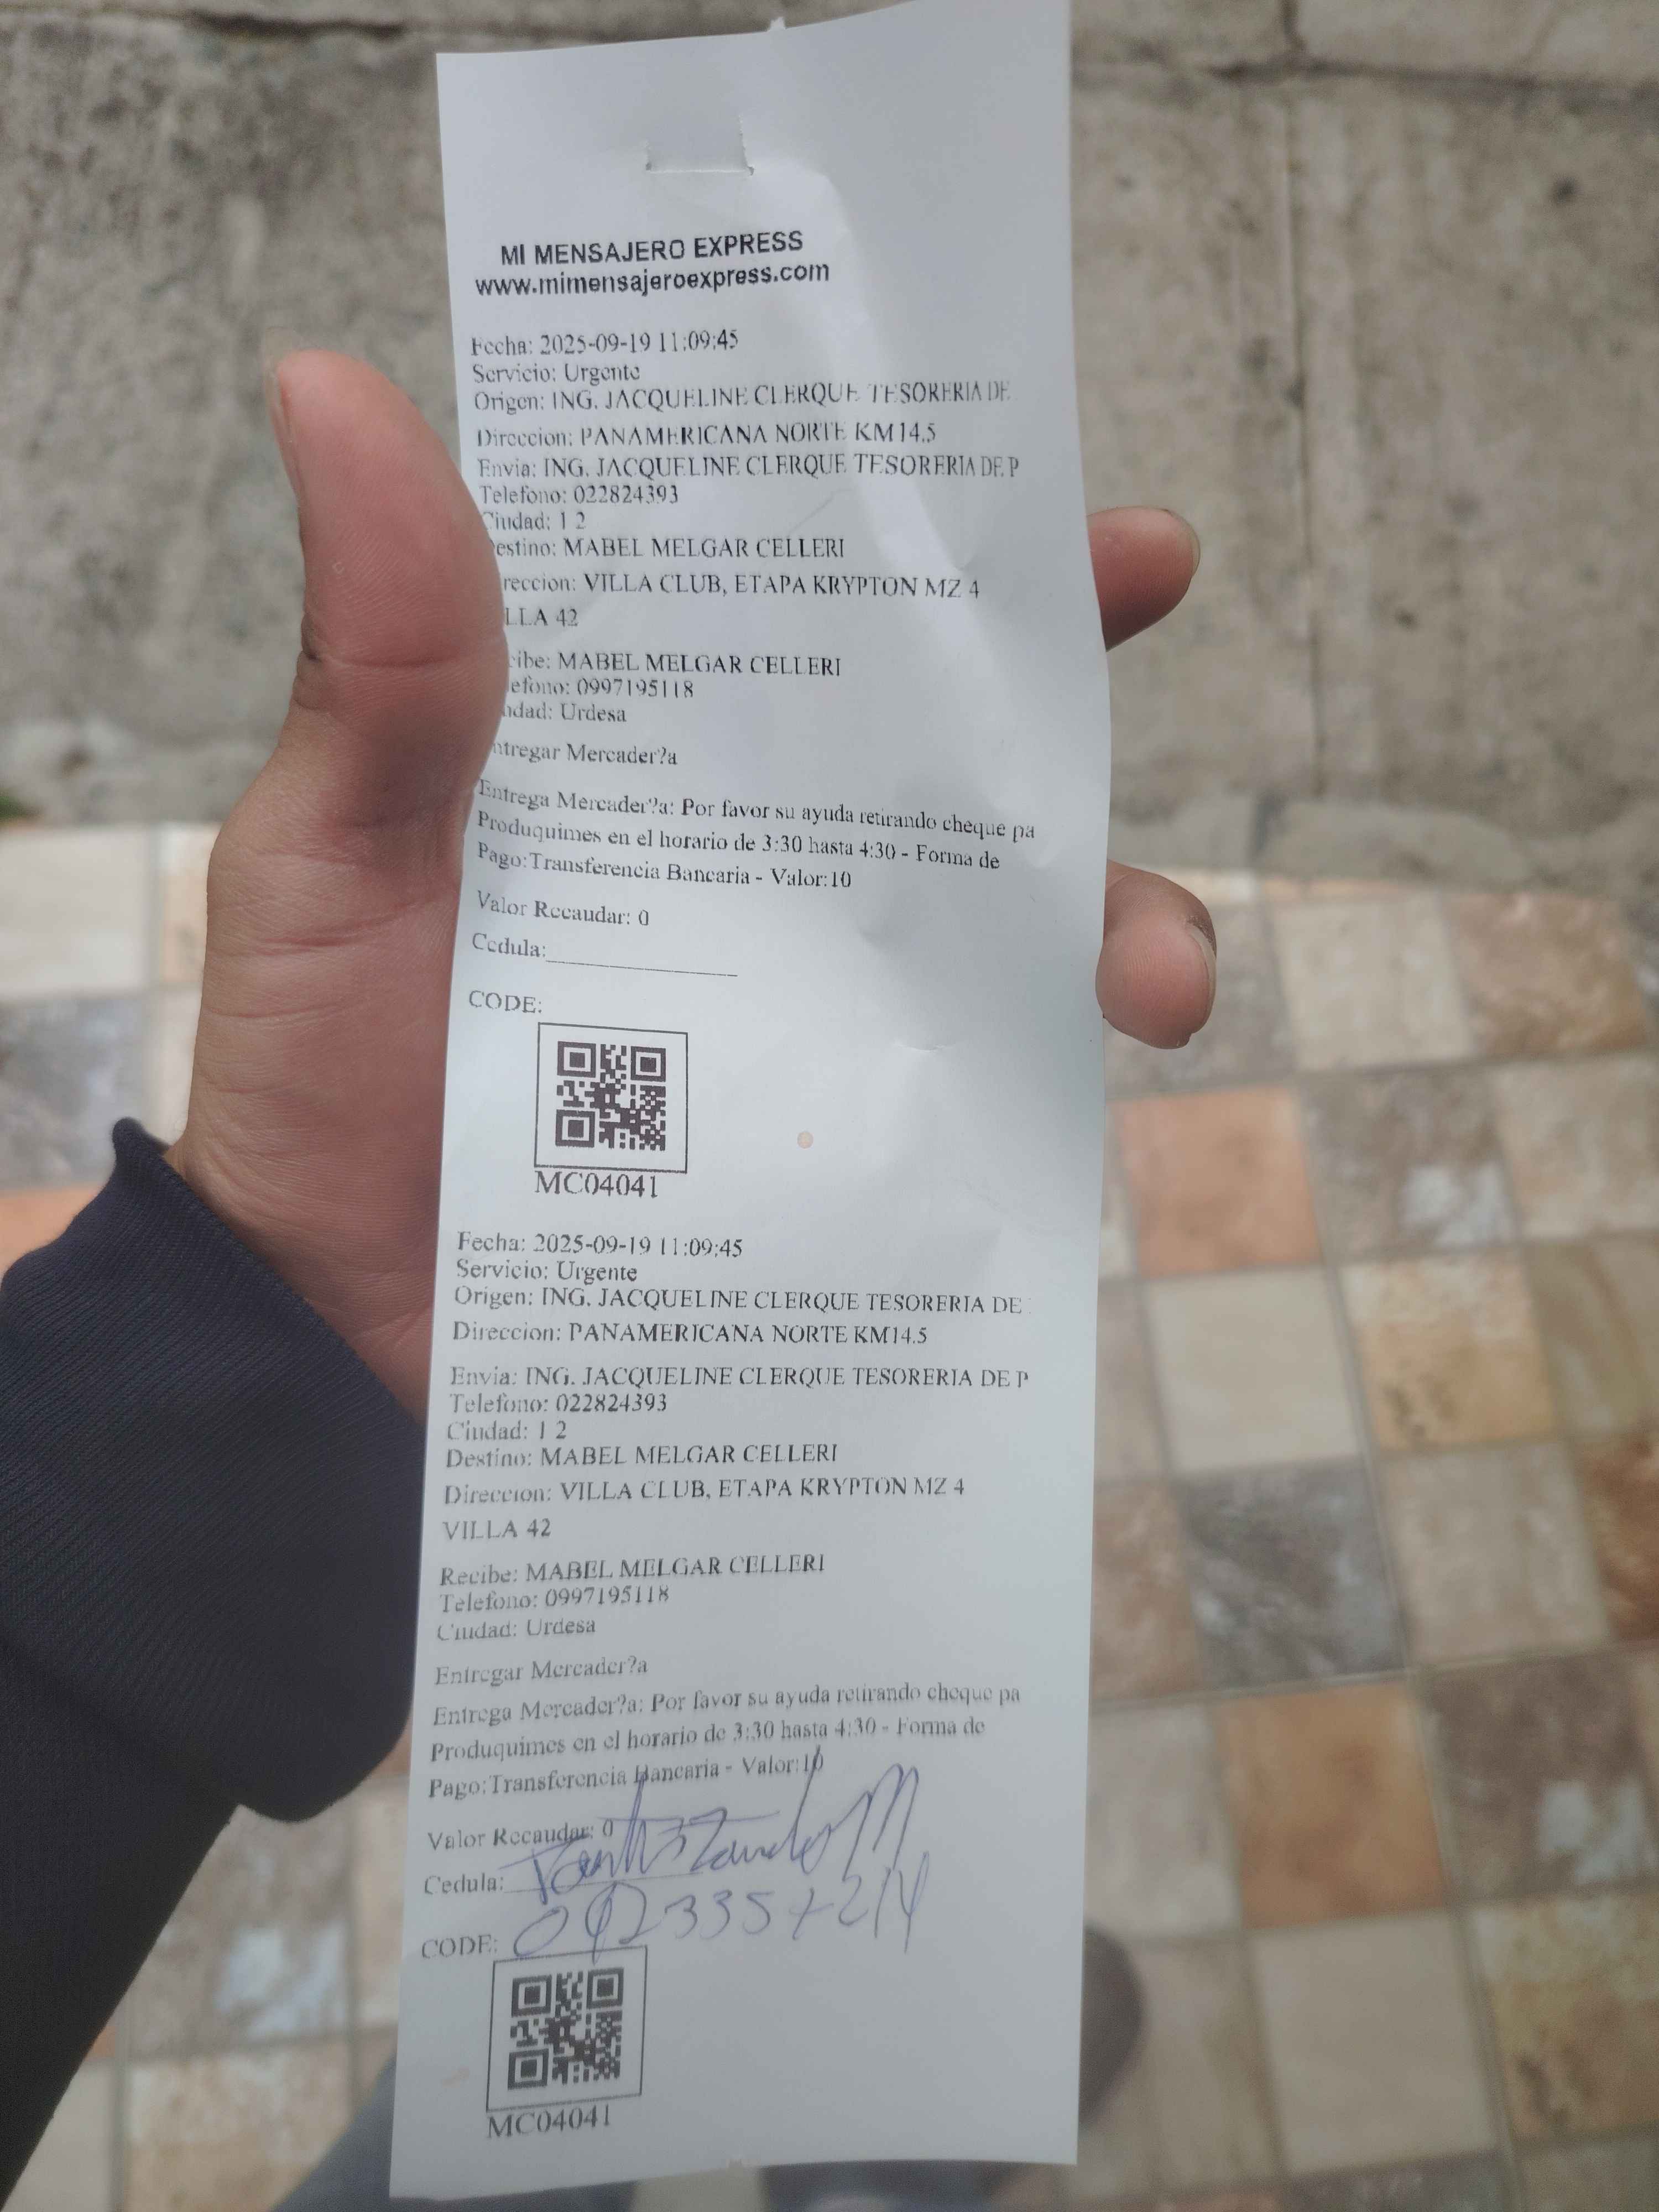 MI MENSAJERO EXPRESS
www.mimensajeroexpress.com
Fecha: 2025-09-19 11:09:45
Servicio: Urgente
Origen: ING. JACQUELINE CLERQUE TESORERIA DE
Direccion: PANAMERICANA NORTE KM14.5
Envia: ING. JACQUELINE CLERQUE TESORERIA DE P
Telefono: 022824393
Ciudad: 1 2
estino: MABEL MELGAR CELLERI
reccion: VILLA CLUB, ETAPA KRYPTON MZ 4
LLA 42
cibe: MABEL MELGAR CELLERI
efono: 0997195118
udad: Urdesa
ntregar Mercader?a
Entrega Mercader?a: Por favor su ayuda retirando cheque pa
Produquimes en el horario de 3:30 hasta 4:30 - Forma de
Pago:Transferencia Bancaria - Valor:10
Valor Recaudar: 0
Cedula:
CODE:
MC04041
Fecha: 2025-09-19 11:09:45
Servicio: Urgente
Origen: ING. JACQUELINE CLERQUE TESORERIA DE
Direccion: PANAMERICANA NORTE KM14.5
Envia: ING. JACQUELINE CLERQUE TESORERIA DE P
Telefono: 022824393
Ciudad: 1 2
Destino: MABEL MELGAR CELLERI
Direccion: VILLA CLUB, ETAPA KRYPTON MZ 4
VILLA 42
Recibe: MABEL MELGAR CELLERI
Telefono: 0997195118
Ciudad: Urdesa
Entregar Mercader?a
Entrega Mercader?a: Por favor su ayuda retirando cheque pa
Produquimes en el horario de 3:30 hasta 4:30 - Forma de
Pago:Transferencia Bancaria - Valor:10
Valor Recaudar: 0
Cedula:
CODE:
MC04041